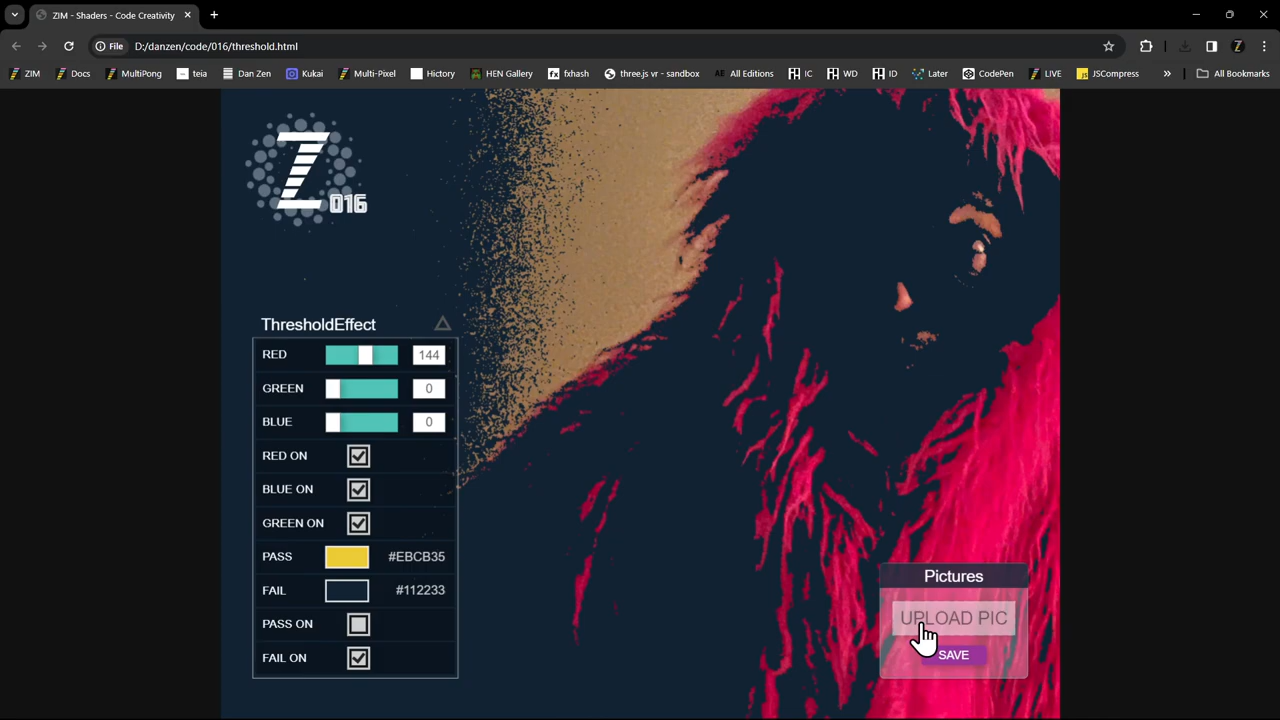 ZIM - Shaders - Code Creativity
File D:/danzen/code/016/threshold.html
ZIM Docs MultiPong teia Dan Zen Kukai Multi-Pixel Hictory HEN Gallery fxhash three.js vr - sandbox AE All Editions IC WD ID Later CodePen LIVE JSCompress » All Bookmarks
Z 016
ThresholdEffect
RED 144
GREEN 0
BLUE 0
RED ON
BLUE ON
GREEN ON
PASS #EBCB35
FAIL #112233
PASS ON
FAIL ON
Pictures
UPLOAD PIC
SAVE